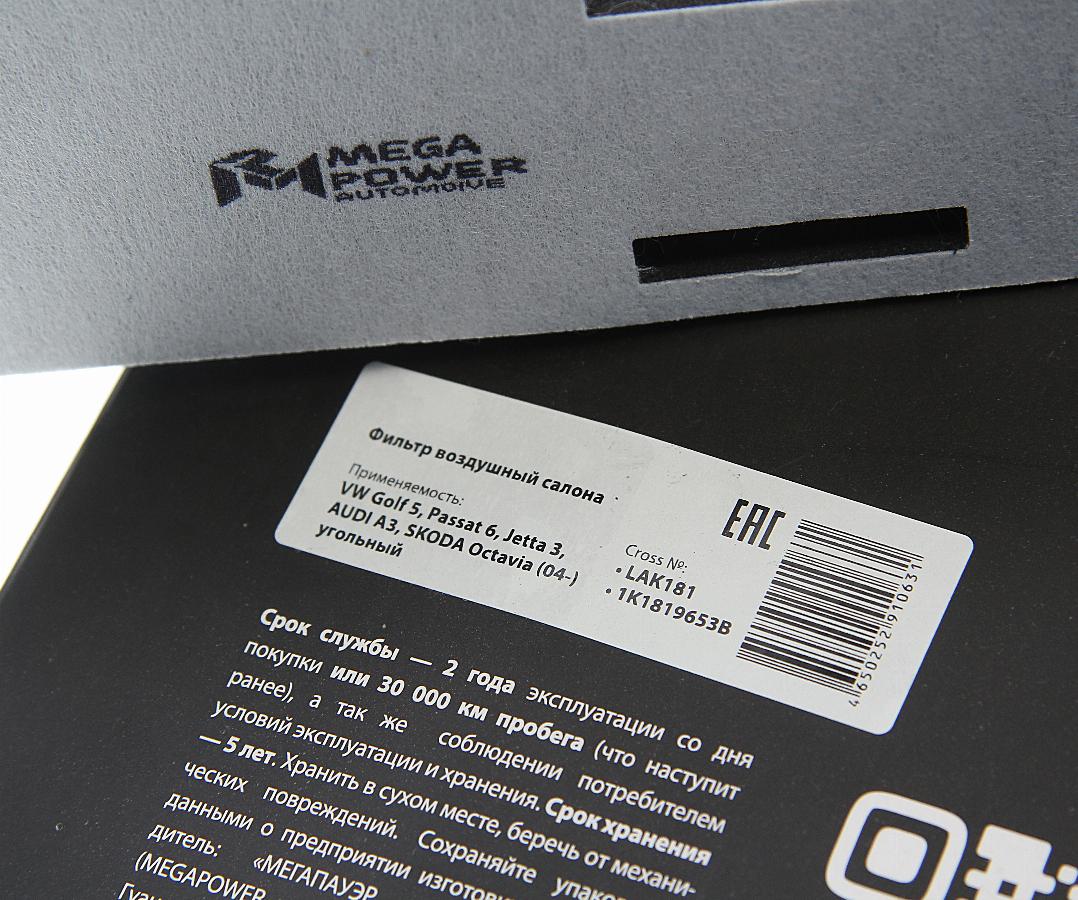 MEGA
POWER
AUTOMOIVE
Фильтр воздушный салона
Применяемость:
VW Golf 5, Passat 6, Jetta 3,
AUDI A3, SKODA Octavia (04-)
угольный
Cross №:
• LAK181
• 1K1819653B
EAC
4650252910631
Срок службы — 2 года эксплуатации со дня
покупки или 30 000 км пробега (что наступит
ранее), а так же соблюдении потребителем
условий эксплуатации и хранения. Срок хранения
— 5 лет. Хранить в сухом месте, беречь от механи-
ческих повреждений. Сохраняйте упако
данными о предприятии изготови
дитель: «МЕГАПАУЭР
(MEGAPOWER
Гуан